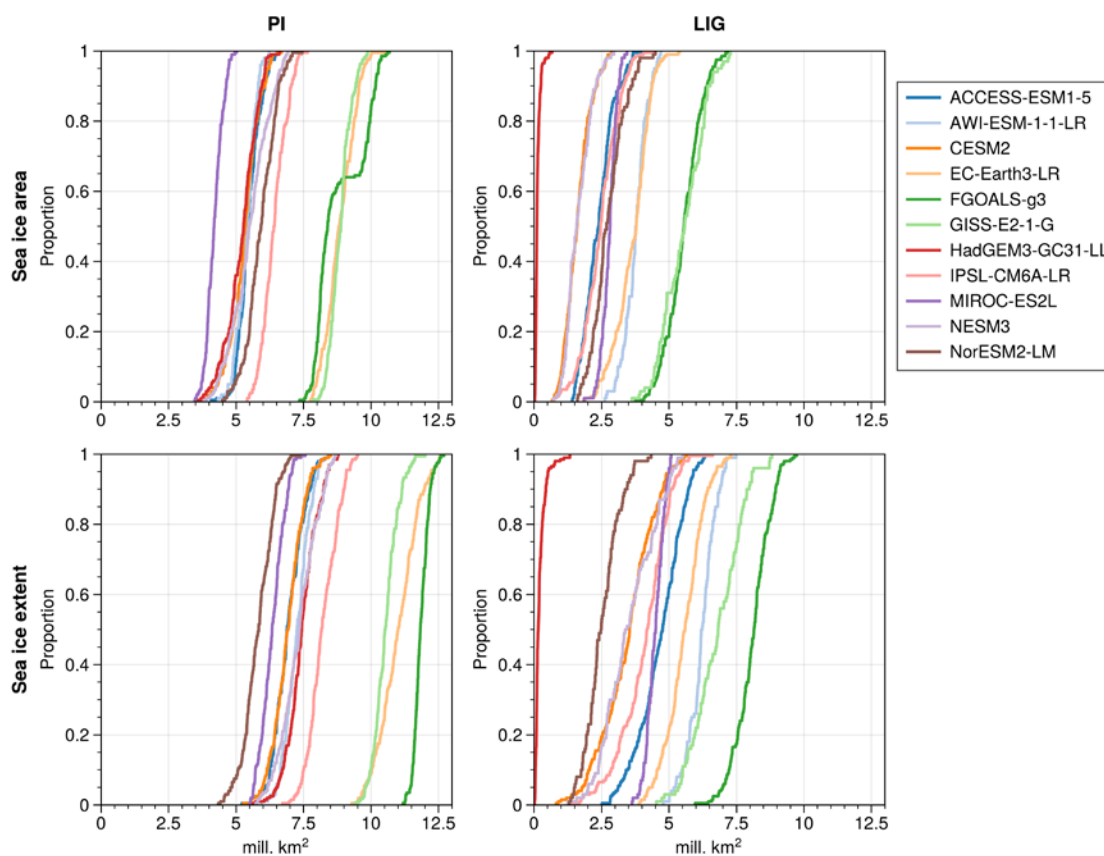 PI
LIG
Sea ice area
Proportion
1
0.8
0.6
0.4
0.2
0
0 2.5 5 7.5 10 12.5
Proportion
1
0.8
0.6
0.4
0.2
0
0 2.5 5 7.5 10 12.5
ACCESS-ESM1-5
AWI-ESM-1-1-LR
CESM2
EC-Earth3-LR
FGOALS-g3
GISS-E2-1-G
HadGEM3-GC31-LL
IPSL-CM6A-LR
MIROC-ES2L
NESM3
NorESM2-LM
Sea ice extent
Proportion
1
0.8
0.6
0.4
0.2
0
0 2.5 5 7.5 10 12.5
mill. km²
Proportion
1
0.8
0.6
0.4
0.2
0
0 2.5 5 7.5 10 12.5
mill. km²